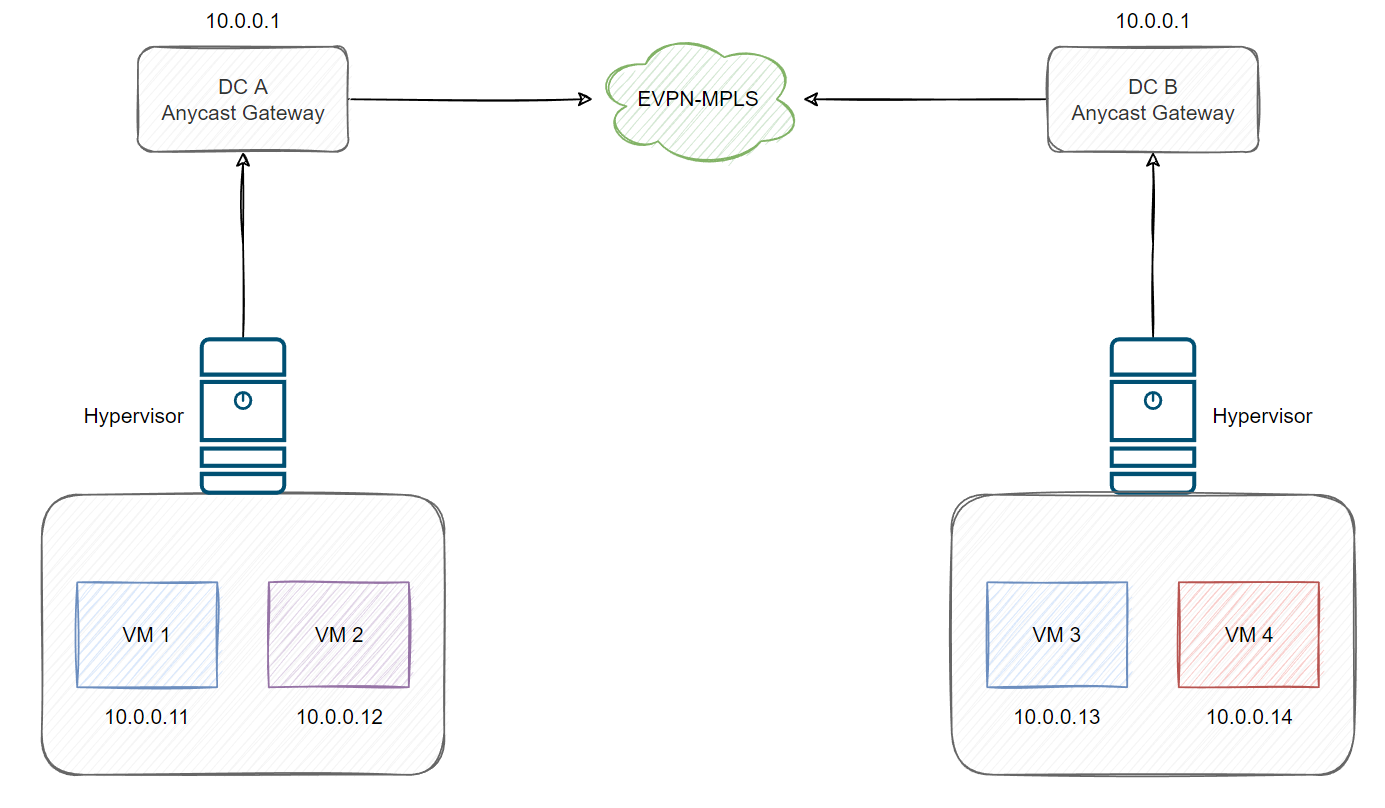 10.0.0.1
10.0.0.1
DC A
Anycast Gateway
EVPN-MPLS
DC B
Anycast Gateway
Hypervisor
Hypervisor
VM 1
VM 2
VM 3
VM 4
10.0.0.11
10.0.0.12
10.0.0.13
10.0.0.14